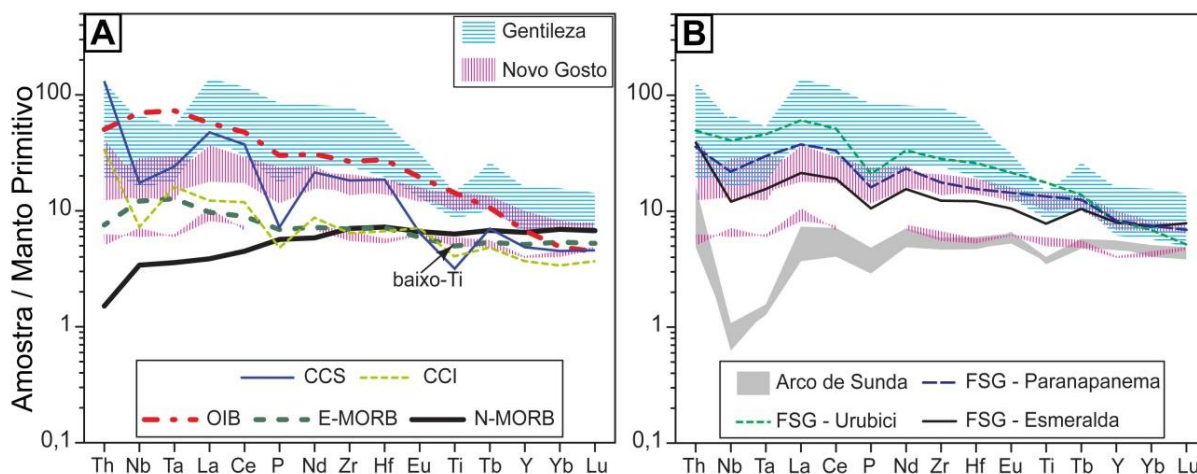 A
Gentileza
Novo Gosto
B
Amostra / Manto Primitivo
100
10
1
0,1
baixo-Ti
CCS
CCI
OIB
E-MORB
N-MORB
Th Nb Ta La Ce P Nd Zr Hf Eu Ti Tb Y Yb Lu
100
10
1
0,1
Arco de Sunda
FSG - Paranapanema
FSG - Urubici
FSG - Esmeralda
Th Nb Ta La Ce P Nd Zr Hf Eu Ti Tb Y Yb Lu